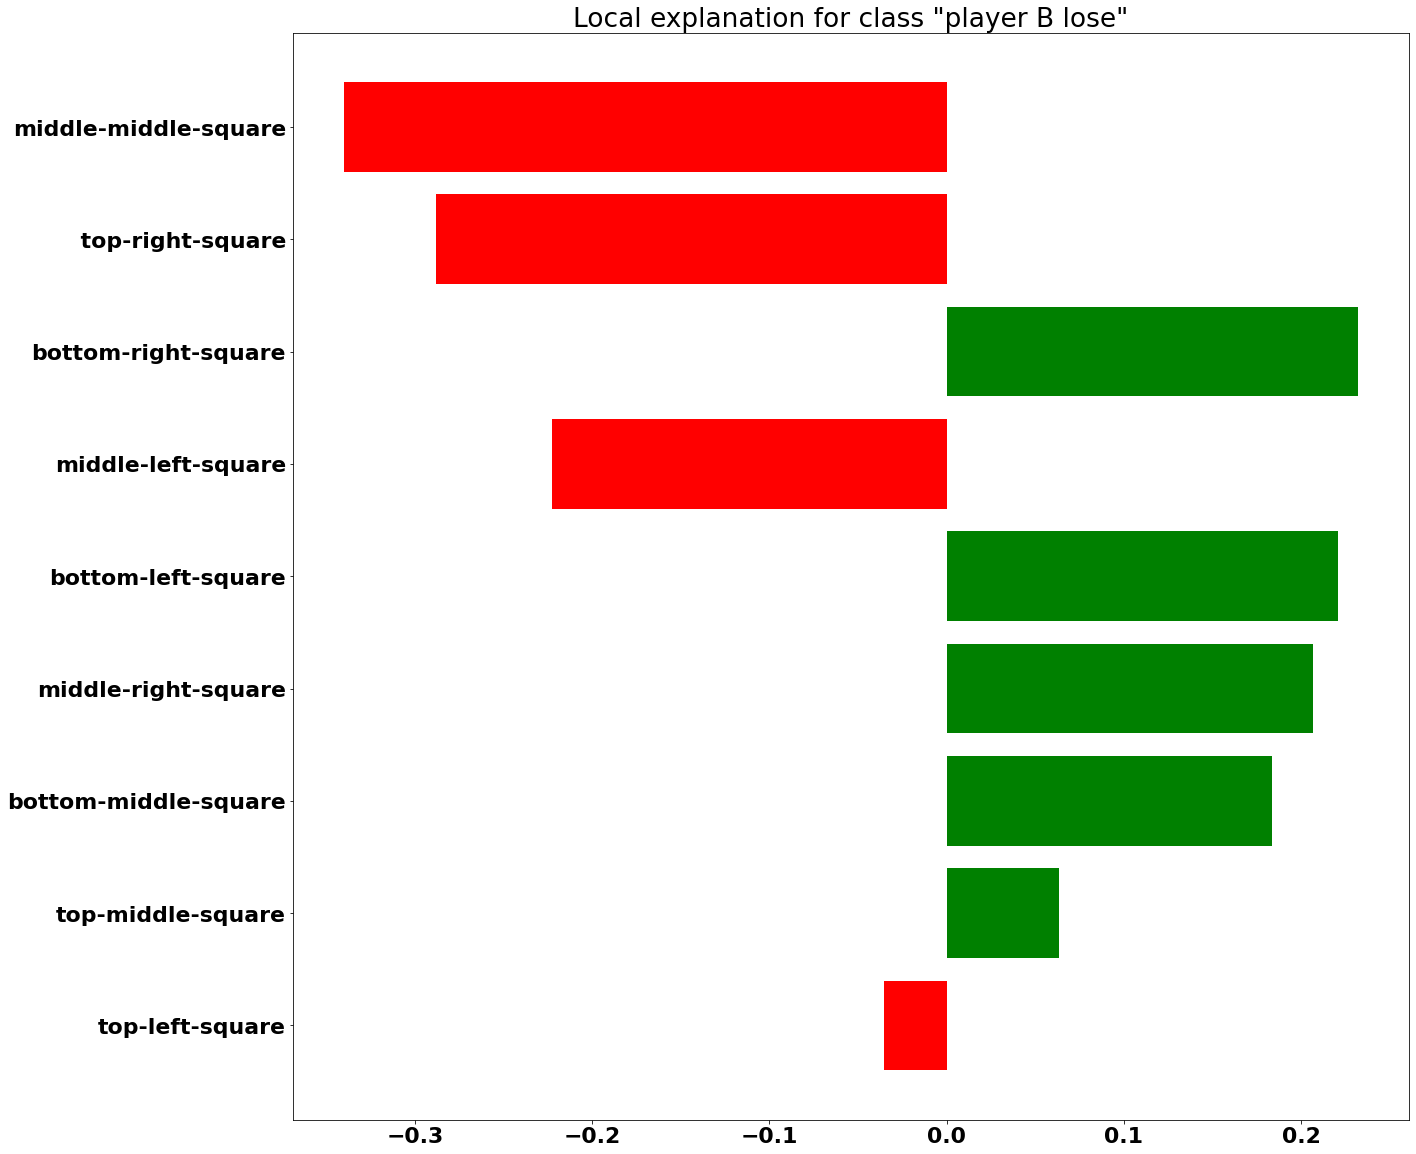 Local explanation for class "player B lose"
middle-middle-square
top-right-square
bottom-right-square
middle-left-square
bottom-left-square
middle-right-square
bottom-middle-square
top-middle-square
top-left-square
−0.3 −0.2 −0.1 0.0 0.1 0.2